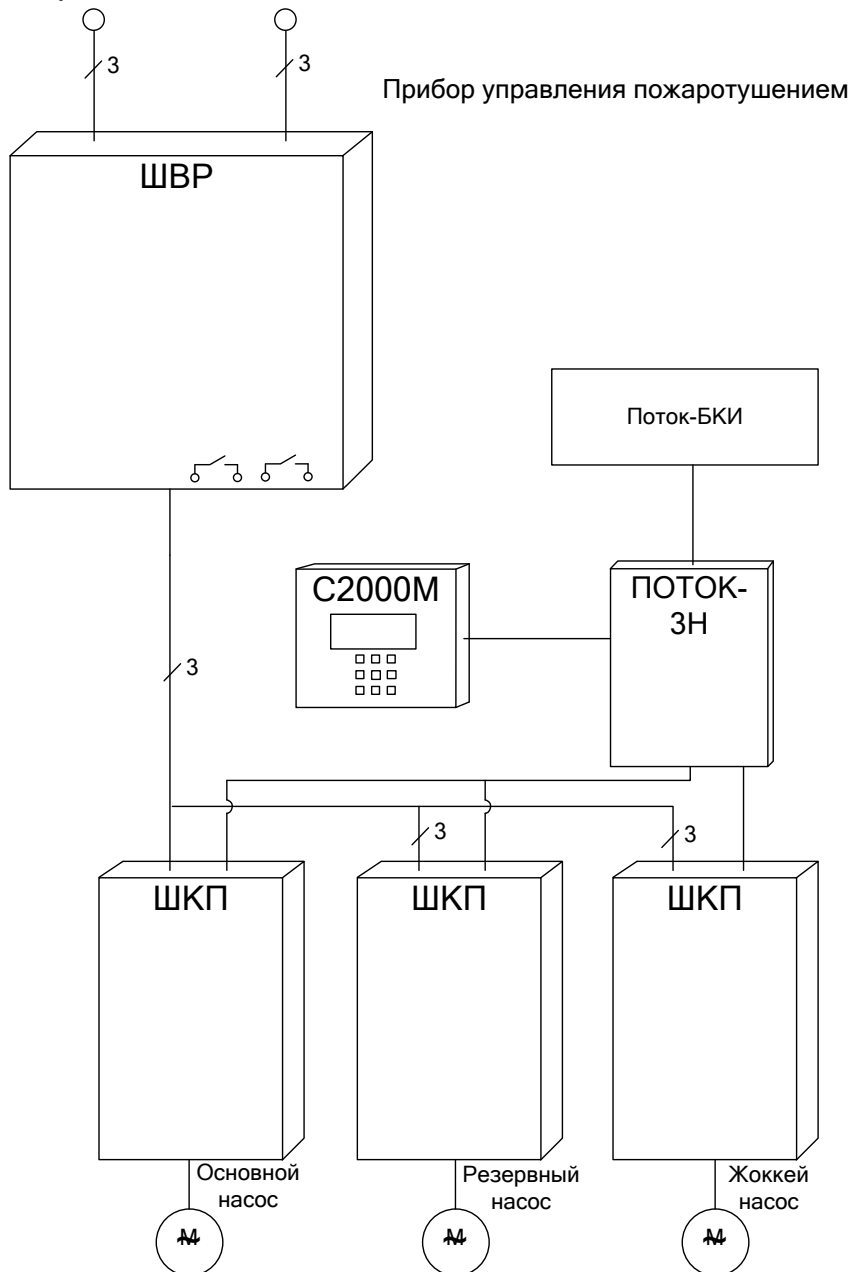 3
3
Прибор управления пожаротушением
ШВР
Поток-БКИ
С2000М
ПОТОК-
3Н
3
3
3
ШКП
ШКП
ШКП
Основной
насос
Резервный
насос
Жоккей
насос
М
М
М